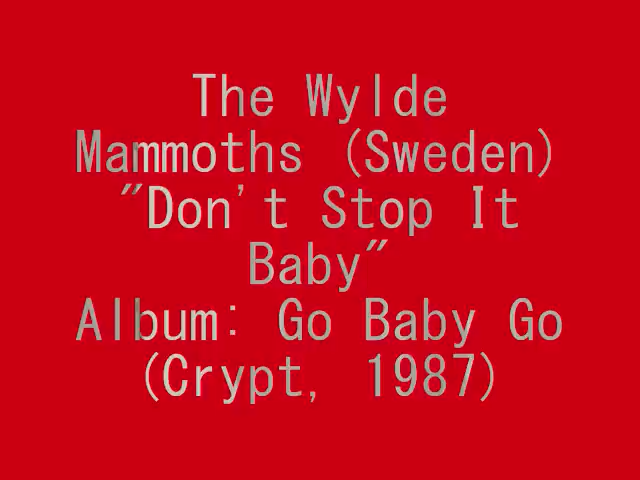 The Wylde
Mammoths (Sweden)
"Don't Stop It
Baby"
Album: Go Baby Go
(Crypt, 1987)